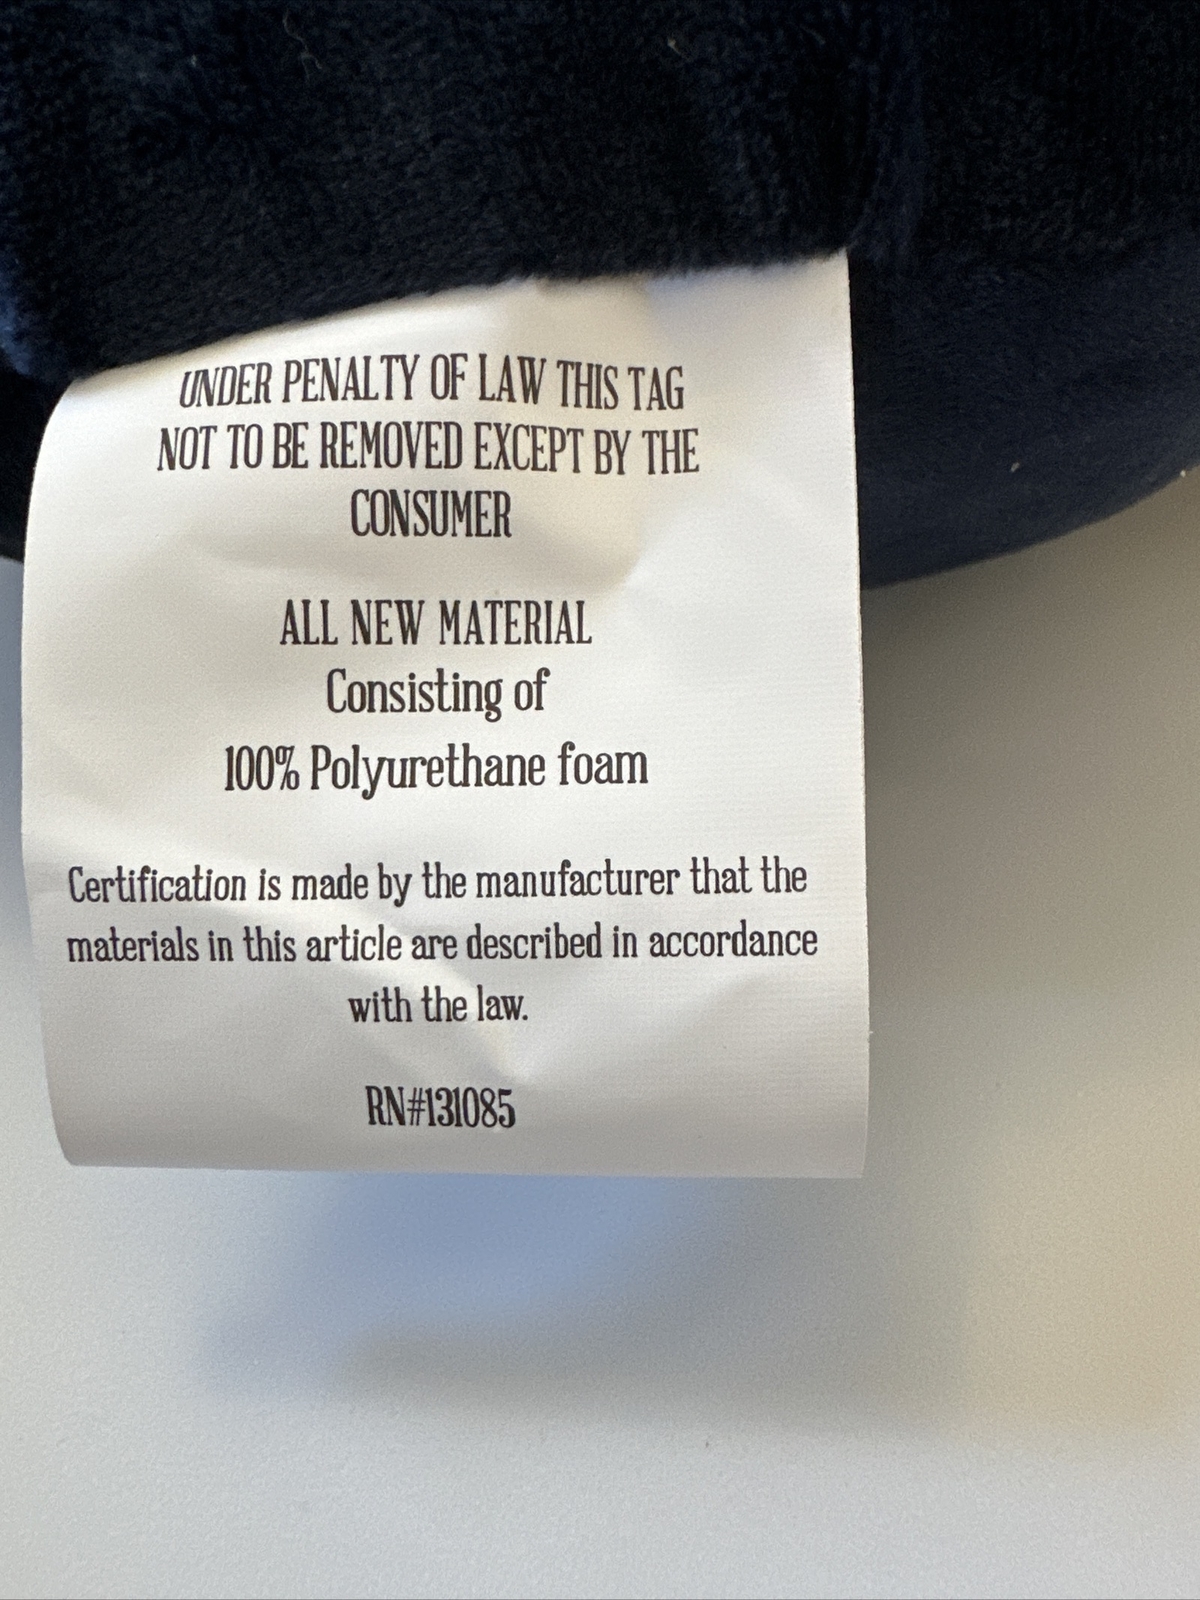 UNDER PENALTY OF LAW THIS TAG
NOT TO BE REMOVED EXCEPT BY THE
CONSUMER
ALL NEW MATERIAL
Consisting of
100% Polyurethane foam
Certification is made by the manufacturer that the
materials in this article are described in accordance
with the law.
RN#131085